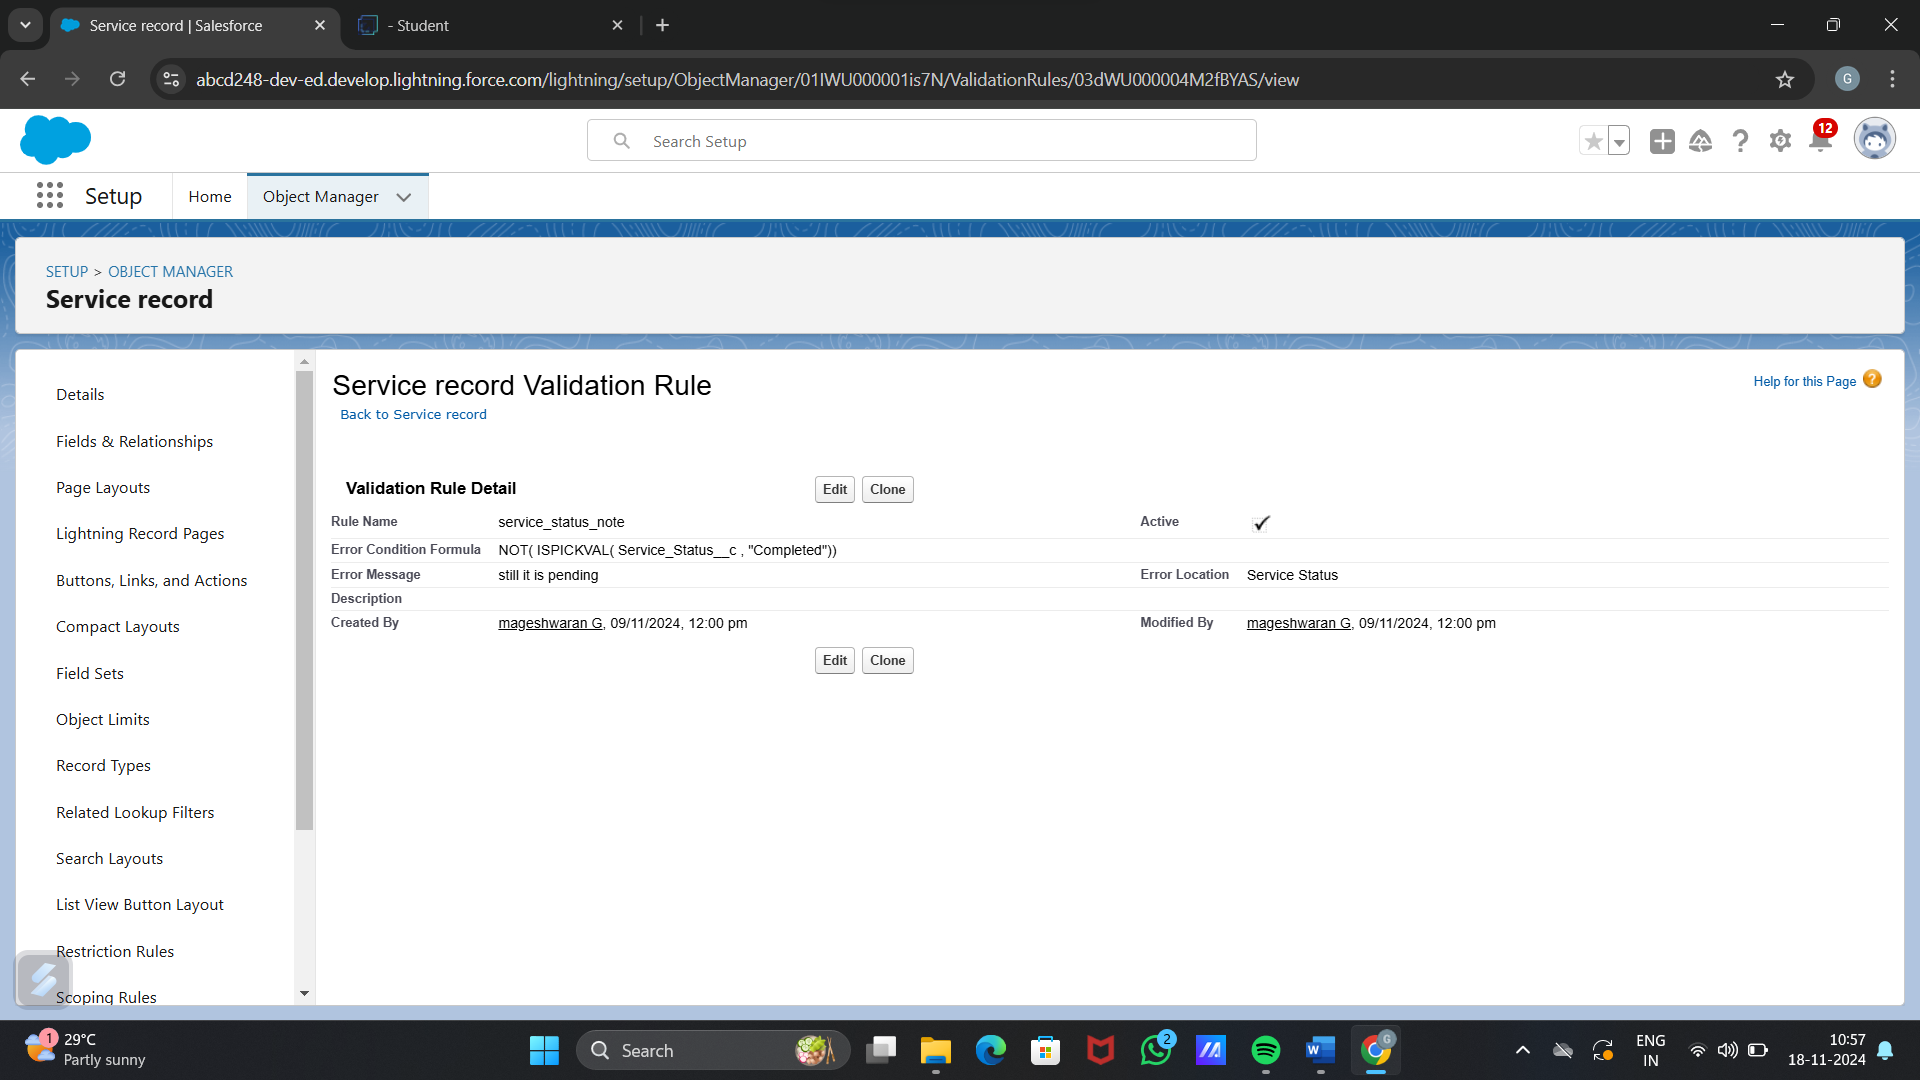 Service record | Salesforce
- Student
abcd248-dev-ed.develop.lightning.force.com/lightning/setup/ObjectManager/01IWU000001is7N/ValidationRules/03dWU000004M2fBYAS/view
G
Search Setup
12
Setup
Home
Object Manager
SETUP > OBJECT MANAGER
Service record
Details
Fields & Relationships
Page Layouts
Lightning Record Pages
Buttons, Links, and Actions
Compact Layouts
Field Sets
Object Limits
Record Types
Related Lookup Filters
Search Layouts
List View Button Layout
Restriction Rules
Scoping Rules
Service record Validation Rule
Back to Service record
Help for this Page ?
Validation Rule Detail
Edit Clone
Rule Name service_status_note Active
Error Condition Formula NOT( ISPICKVAL( Service_Status__c , "Completed"))
Error Message still it is pending Error Location Service Status
Description
Created By mageshwaran G, 09/11/2024, 12:00 pm Modified By mageshwaran G, 09/11/2024, 12:00 pm
Edit Clone
1
29°C
Partly sunny
Search
2
W
G
ENG
IN
10:57
18-11-2024